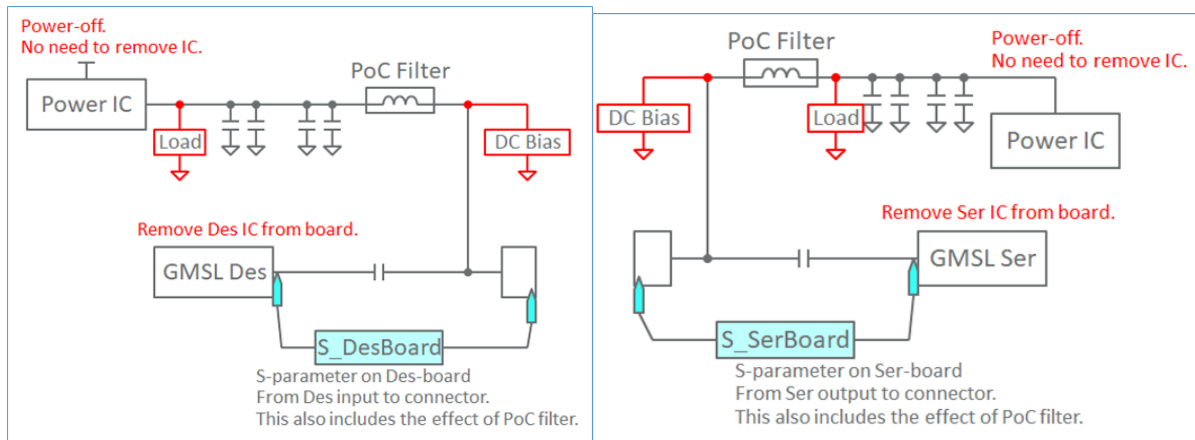 Power-off.
No need to remove IC.
PoC Filter
Power IC
Load
DC Bias
Remove Des IC from board.
GMSL Des
S_DesBoard
S-parameter on Des-board
From Des input to connector.
This also includes the effect of PoC filter.
Power-off.
No need to remove IC.
PoC Filter
DC Bias
Load
Power IC
Remove Ser IC from board.
GMSL Ser
S_SerBoard
S-parameter on Ser-board
From Ser output to connector.
This also includes the effect of PoC filter.